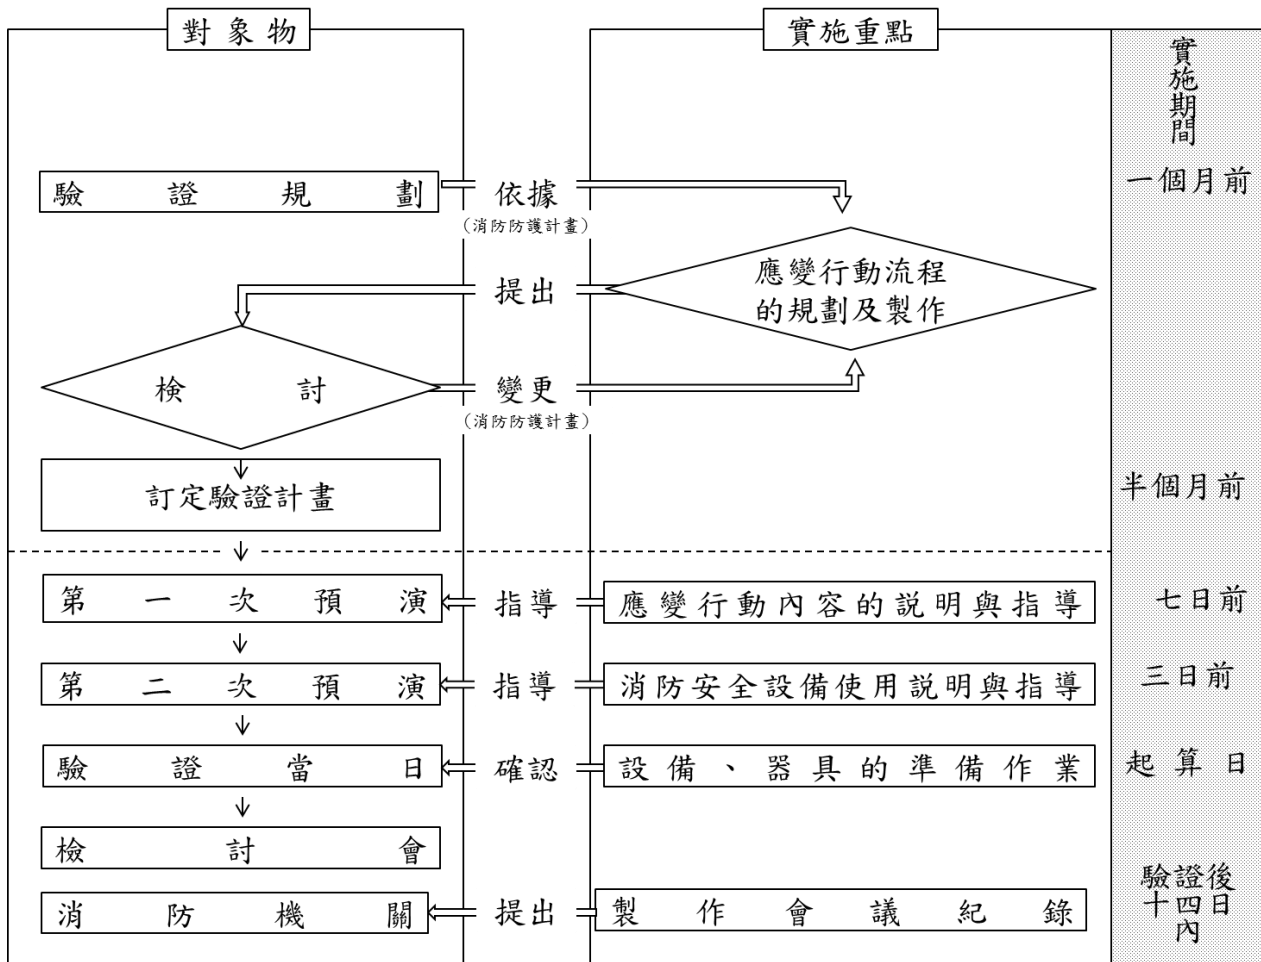 對象物
實施重點
實施期間
驗證規劃
依據
(消防防護計畫)
一個月前
應變行動流程
的規劃及製作
提出
検討
變更
(消防防護計畫)
訂定驗證計畫
半個月前
第一次預演
指導
應變行動內容的說明與指導
七日前
第二次預演
指導
消防安全設備使用說明與指導
三日前
驗證當日
確認
設備、器具的準備作業
起算日
檢討會
消防機關
提出
製作會議紀錄
驗證後
十四日
內